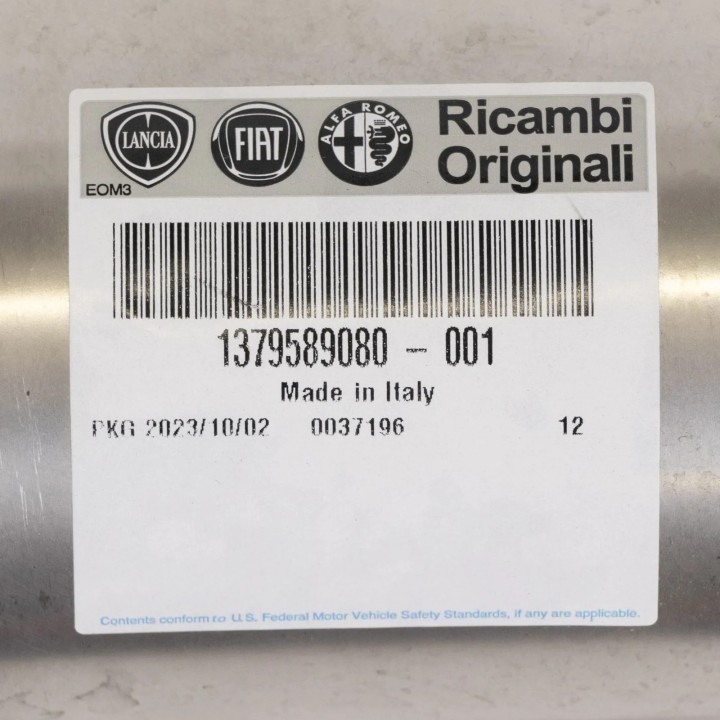 LANCIA
FIAT
ALFA ROMEO
Ricambi
Originali
EOM3
1379589080 - 001
Made in Italy
PKG 2023/10/02 0037196 12
Contents conform to U.S. Federal Motor Vehicle Safety Standards, if any are applicable.